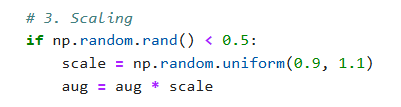 # 3. Scaling
if np.random.rand() < 0.5:
    scale = np.random.uniform(0.9, 1.1)
    aug = aug * scale